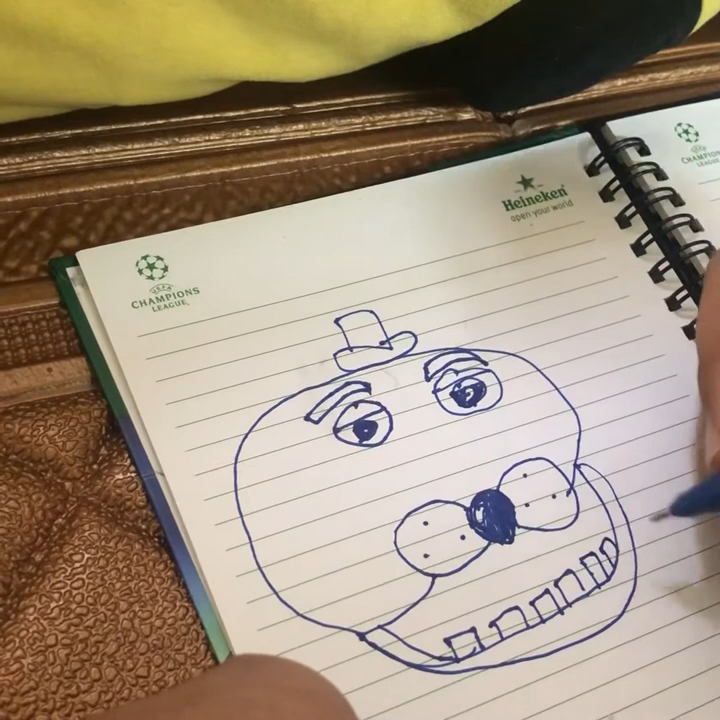 Heineken
open your world
UEFA
CHAMPIONS
LEAGUE
UEFA
CHAMPIONS
LEAGUE